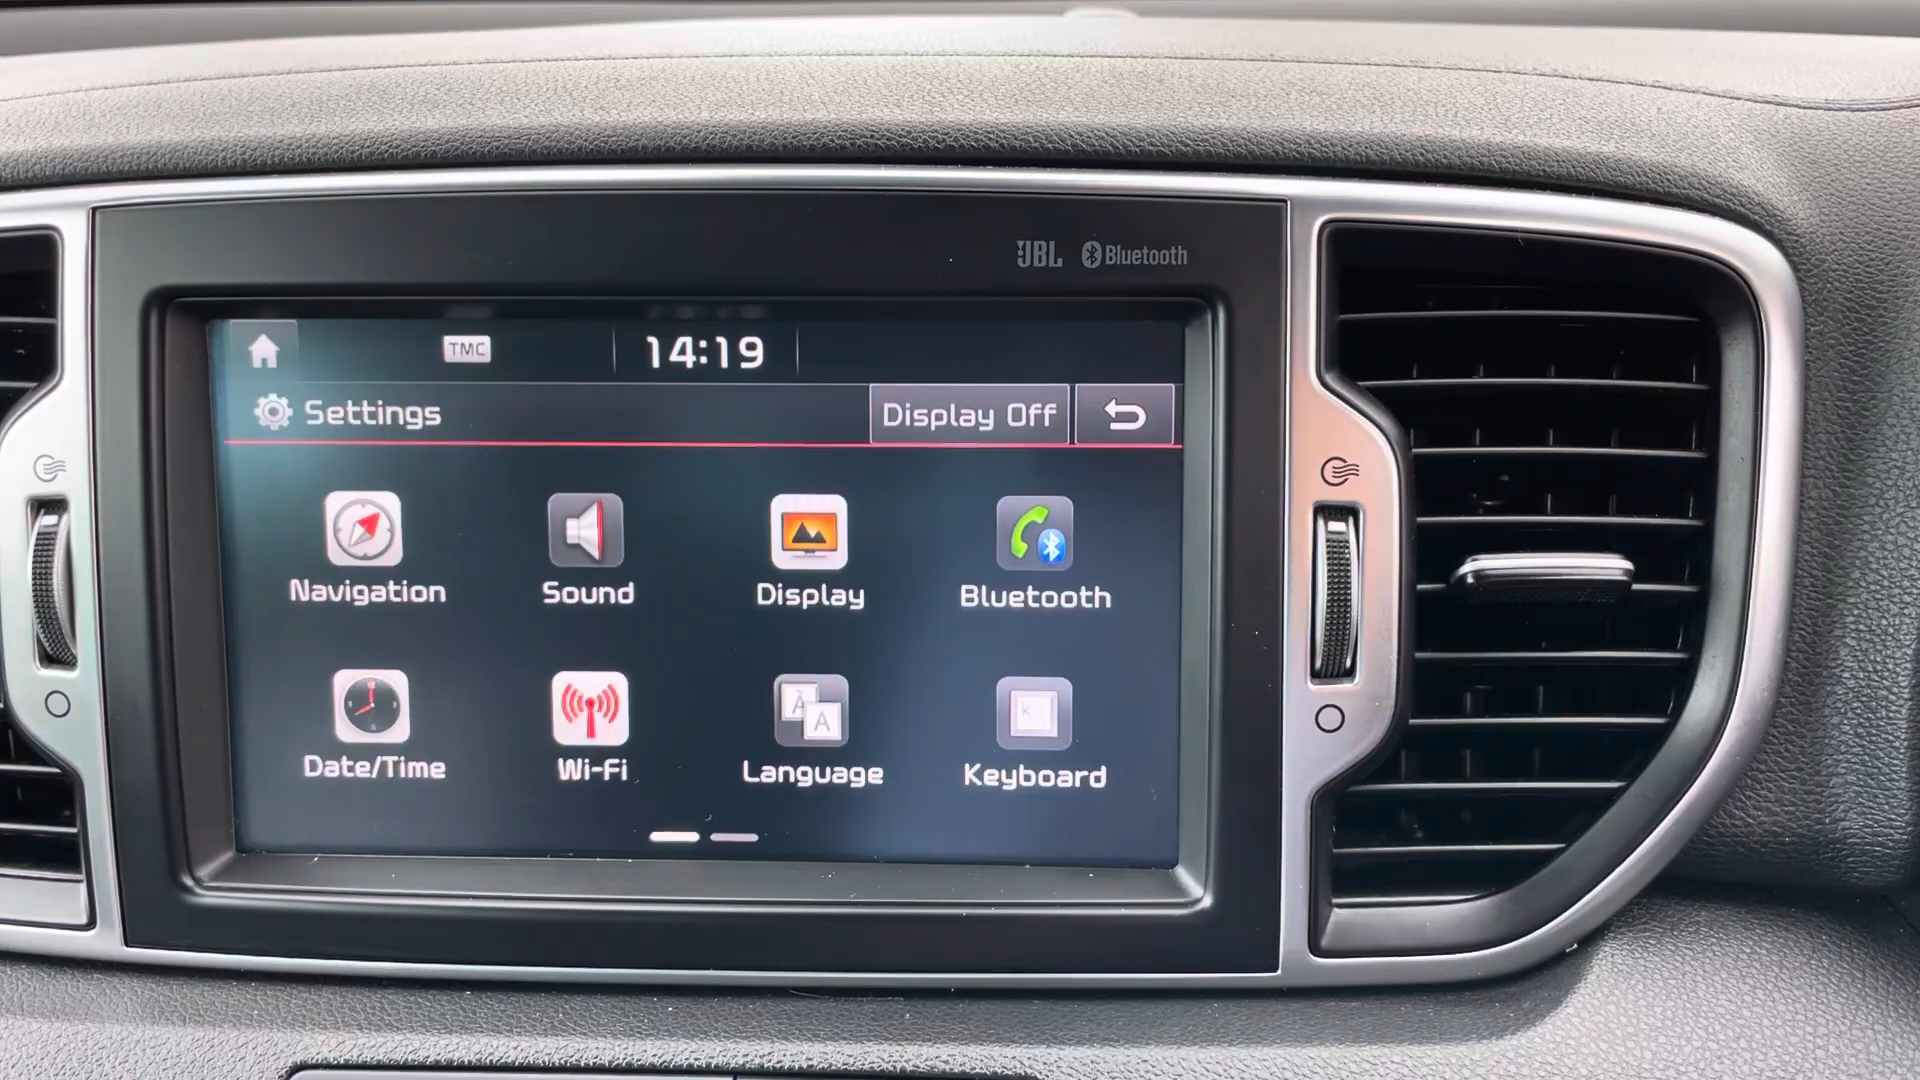 JBL Bluetooth
TMC 14:19
Settings Display Off
Navigation Sound Display Bluetooth
Date/Time Wi-Fi Language Keyboard